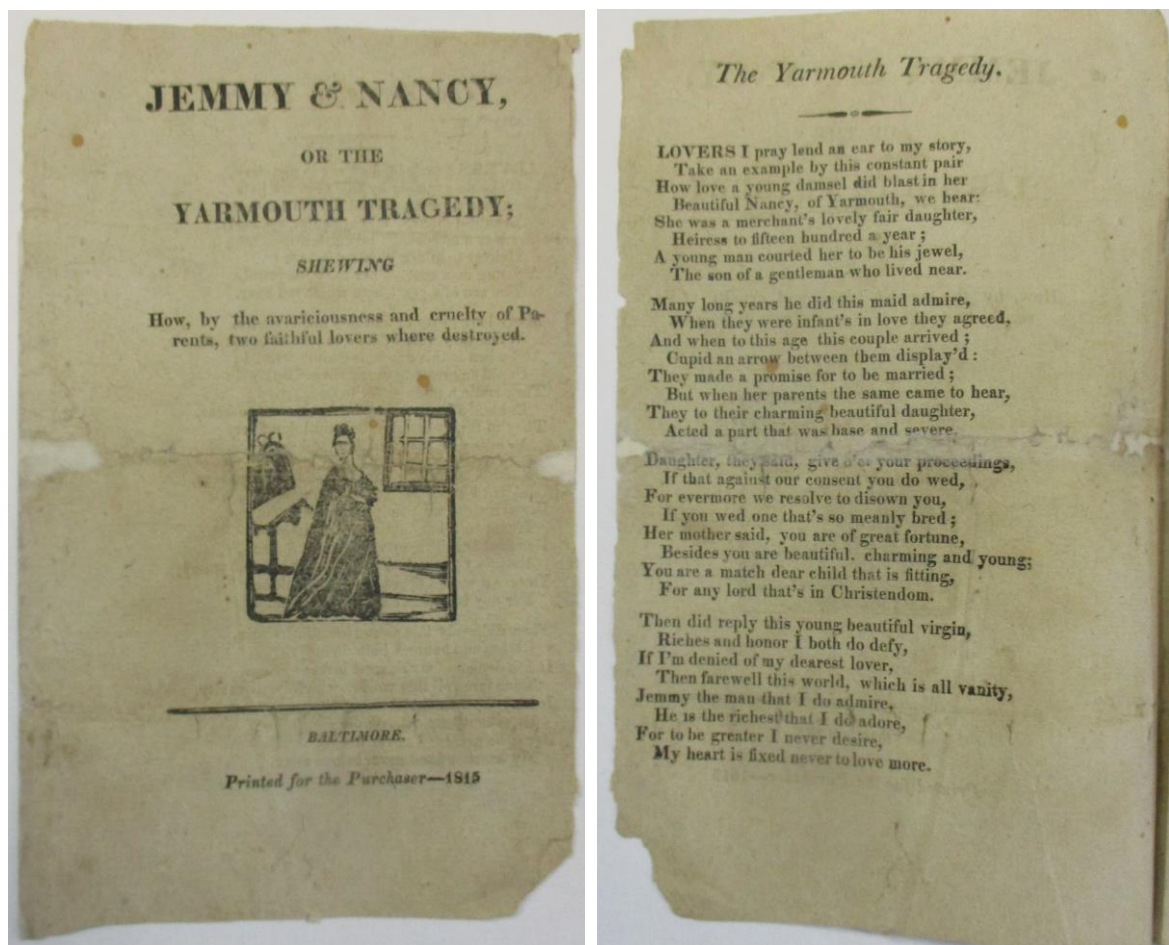 JEMMY & NANCY,
OR THE
YARMOUTH TRAGEDY;
SHEWING
How, by the avariciousness and cruelty of Pa-
rents, two faithful lovers where destroyed.
BALTIMORE.
Printed for the Purchaser—1815
The Yarmouth Tragedy.
LOVERS I pray lend an ear to my story,
Take an example by this constant pair
How love a young damsel did blast in her
Beautiful Nancy, of Yarmouth, we hear:
She was a merchant's lovely fair daughter,
Heiress to fifteen hundred a year;
A young man courted her to be his jewel,
The son of a gentleman who lived near.
Many long years he did this maid admire,
When they were infant's in love they agreed,
And when to this age this couple arrived;
Cupid an arrow between them display'd:
They made a promise for to be married;
But when her parents the same came to hear,
They to their charming beautiful daughter,
Acted a part that was base and severe.
Daughter, they said, give o'er your proceedings,
If that against our consent you do wed,
For evermore we resolve to disown you,
If you wed one that's so meanly bred;
Her mother said, you are of great fortune,
Besides you are beautiful. charming and young;
You are a match dear child that is fitting,
For any lord that's in Christendom.
Then did reply this young beautiful virgin,
Riches and honor I both do defy,
If I'm denied of my dearest lover,
Then farewell this world, which is all vanity,
Jemmy the man that I do admire,
He is the richest that I do adore,
For to be greater I never desire,
My heart is fixed never to love more.